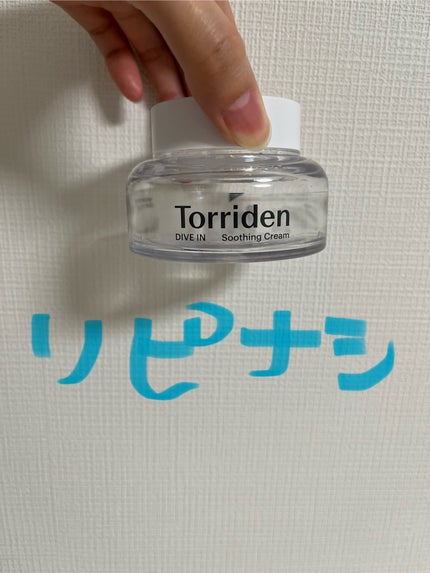 Torriden
DIVE IN Soothing Cream
リピナシ